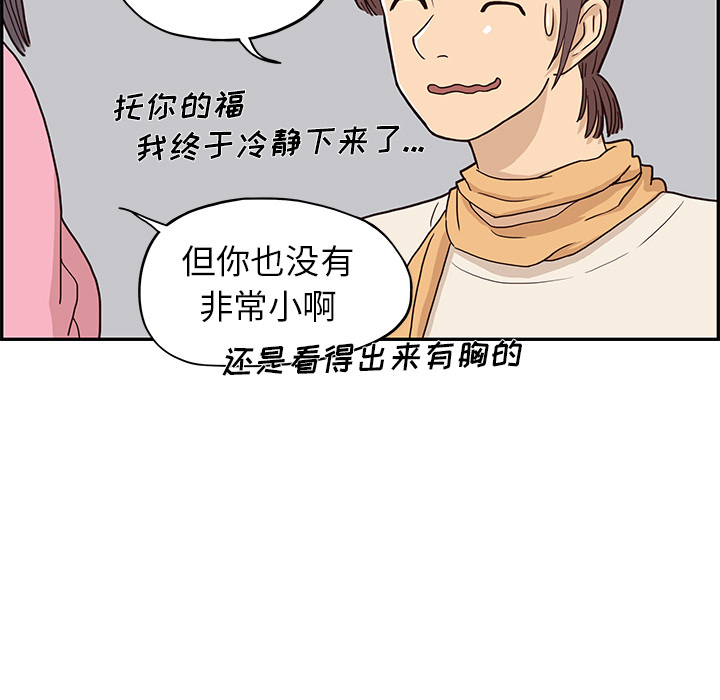 托你的福
我终于冷静下来了...
但你也没有
非常小啊
还是看得出来有胸的